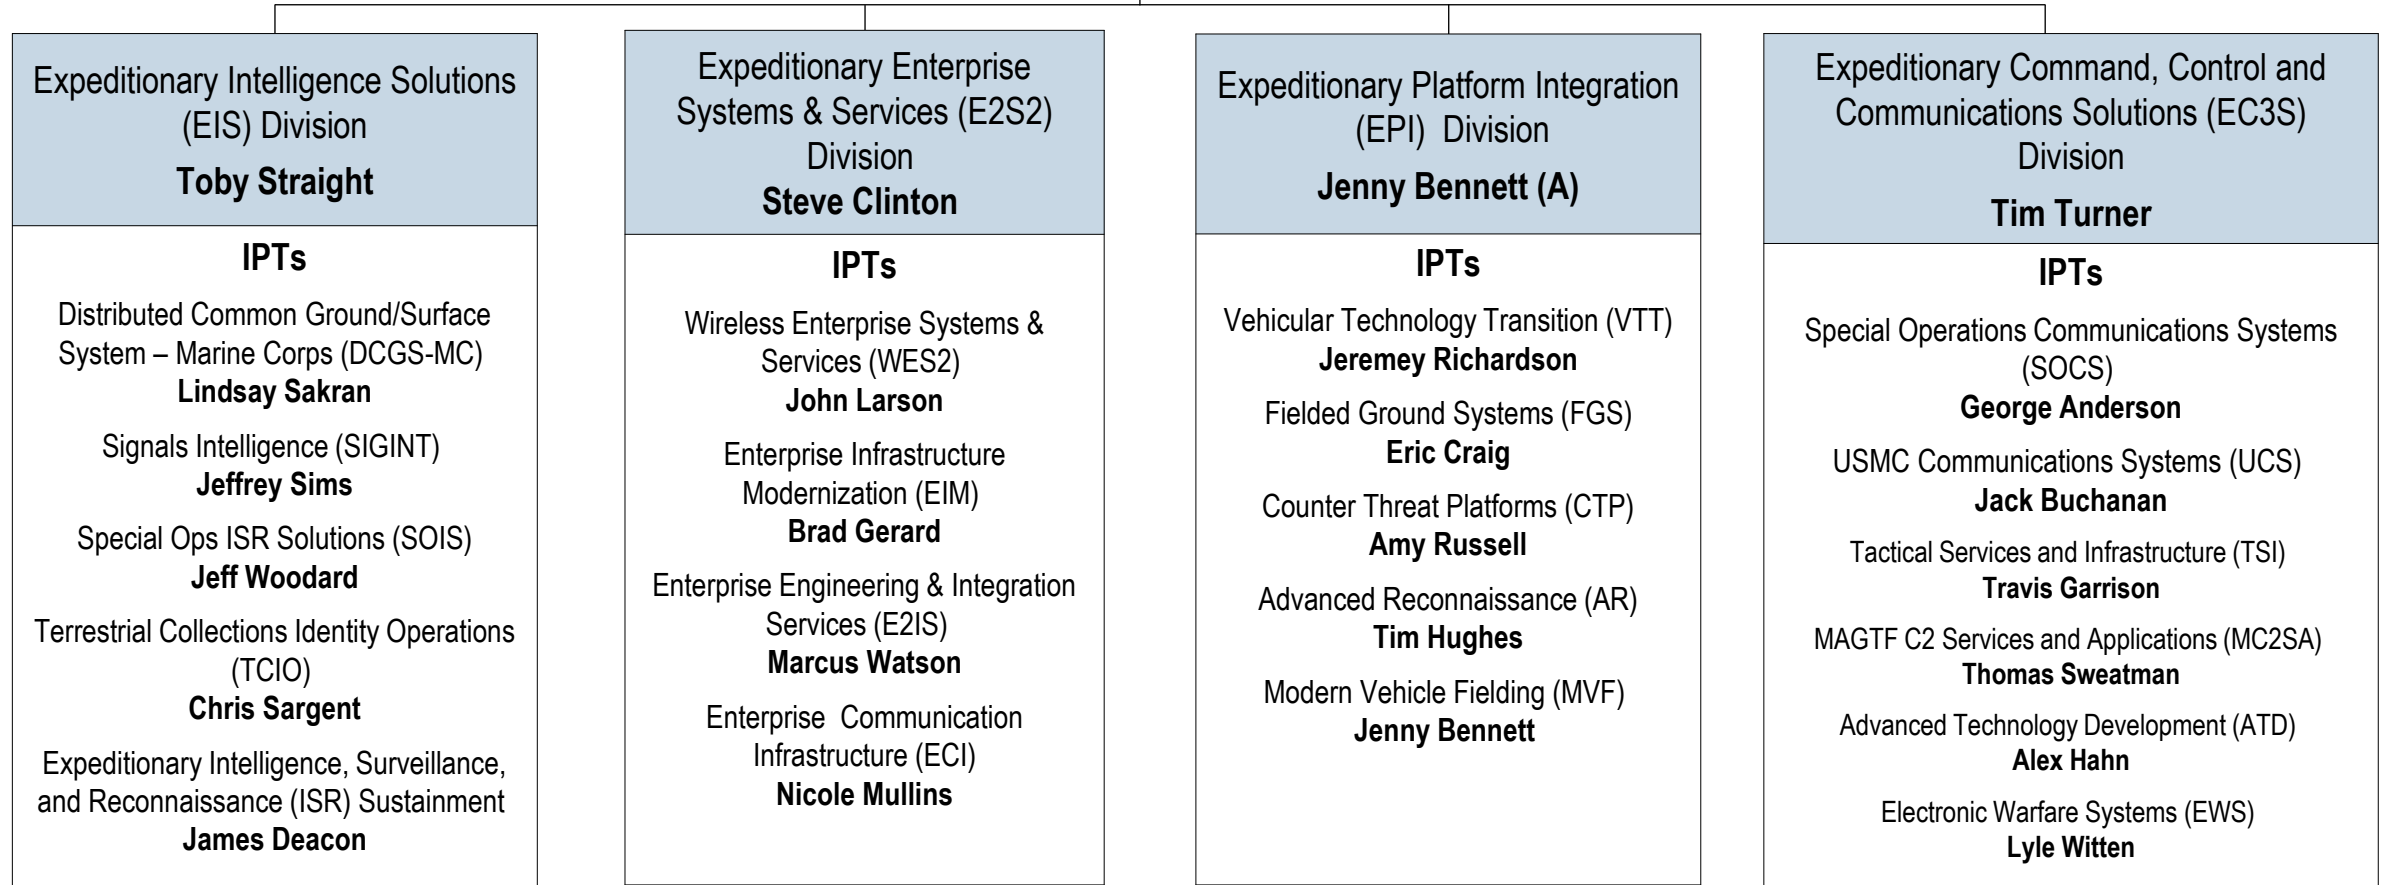 Expeditionary Intelligence Solutions
(EIS) Division
Toby Straight
IPTs
Distributed Common Ground/Surface
System – Marine Corps (DCGS-MC)
Lindsay Sakran
Signals Intelligence (SIGINT)
Jeffrey Sims
Special Ops ISR Solutions (SOIS)
Jeff Woodard
Terrestrial Collections Identity Operations
(TCIO)
Chris Sargent
Expeditionary Intelligence, Surveillance,
and Reconnaissance (ISR) Sustainment
James Deacon
Expeditionary Enterprise
Systems & Services (E2S2)
Division
Steve Clinton
IPTs
Wireless Enterprise Systems &
Services (WES2)
John Larson
Enterprise Infrastructure
Modernization (EIM)
Brad Gerard
Enterprise Engineering & Integration
Services (E2IS)
Marcus Watson
Enterprise Communication
Infrastructure (ECI)
Nicole Mullins
Expeditionary Platform Integration
(EPI) Division
Jenny Bennett (A)
IPTs
Vehicular Technology Transition (VTT)
Jeremey Richardson
Fielded Ground Systems (FGS)
Eric Craig
Counter Threat Platforms (CTP)
Amy Russell
Advanced Reconnaissance (AR)
Tim Hughes
Modern Vehicle Fielding (MVF)
Jenny Bennett
Expeditionary Command, Control and
Communications Solutions (EC3S)
Division
Tim Turner
IPTs
Special Operations Communications Systems
(SOCS)
George Anderson
USMC Communications Systems (UCS)
Jack Buchanan
Tactical Services and Infrastructure (TSI)
Travis Garrison
MAGTF C2 Services and Applications (MC2SA)
Thomas Sweatman
Advanced Technology Development (ATD)
Alex Hahn
Electronic Warfare Systems (EWS)
Lyle Witten